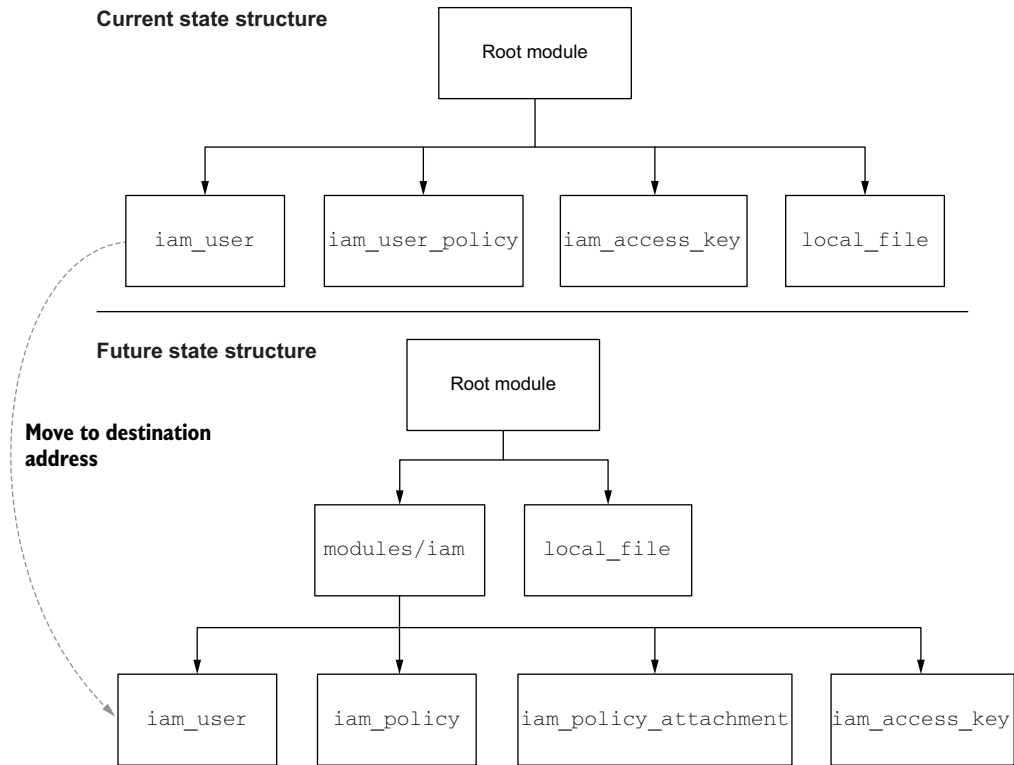 Current state structure
Root module
iam_user
iam_user_policy
iam_access_key
local_file
Future state structure
Root module
Move to destination
address
modules/iam
local_file
iam_user
iam_policy
iam_policy_attachment
iam_access_key